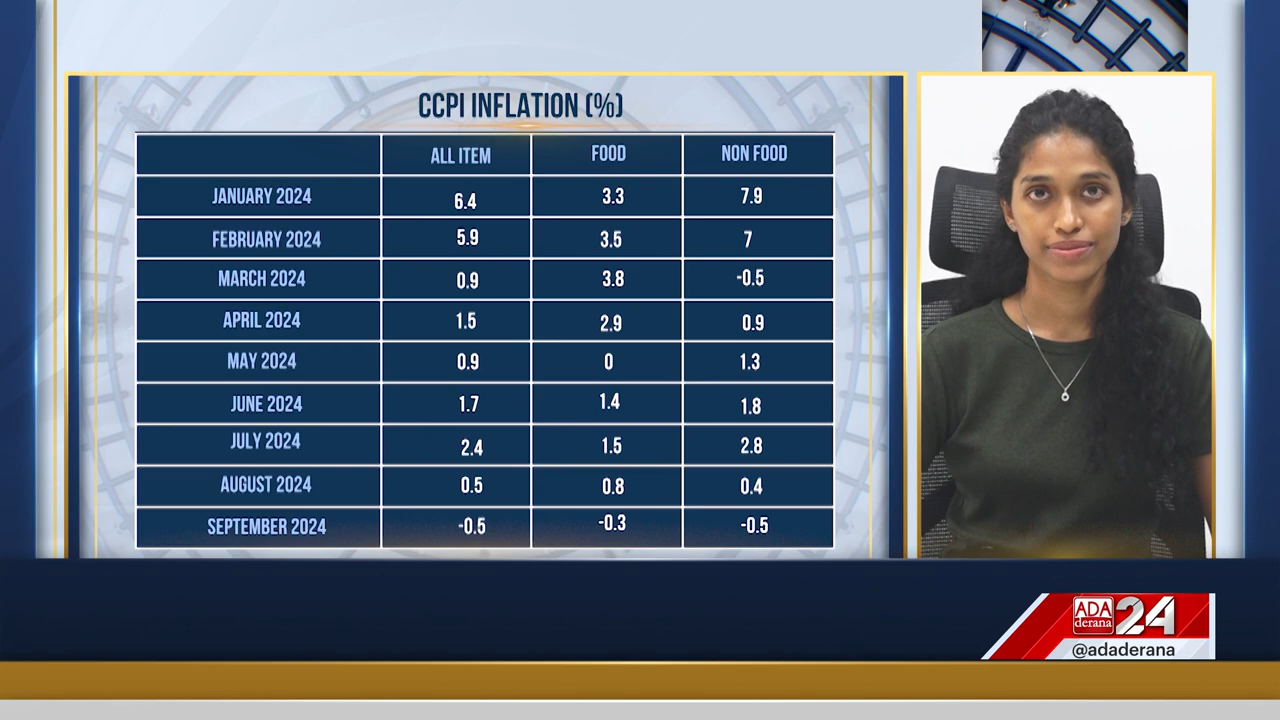 CCPI INFLATION (%)
ALL ITEM FOOD NON FOOD
JANUARY 2024 6.4 3.3 7.9
FEBRUARY 2024 5.9 3.5 7
MARCH 2024 0.9 3.8 -0.5
APRIL 2024 1.5 2.9 0.9
MAY 2024 0.9 0 1.3
JUNE 2024 1.7 1.4 1.8
JULY 2024 2.4 1.5 2.8
AUGUST 2024 0.5 0.8 0.4
SEPTEMBER 2024 -0.5 -0.3 -0.5
ADA derana 24
@adaderana